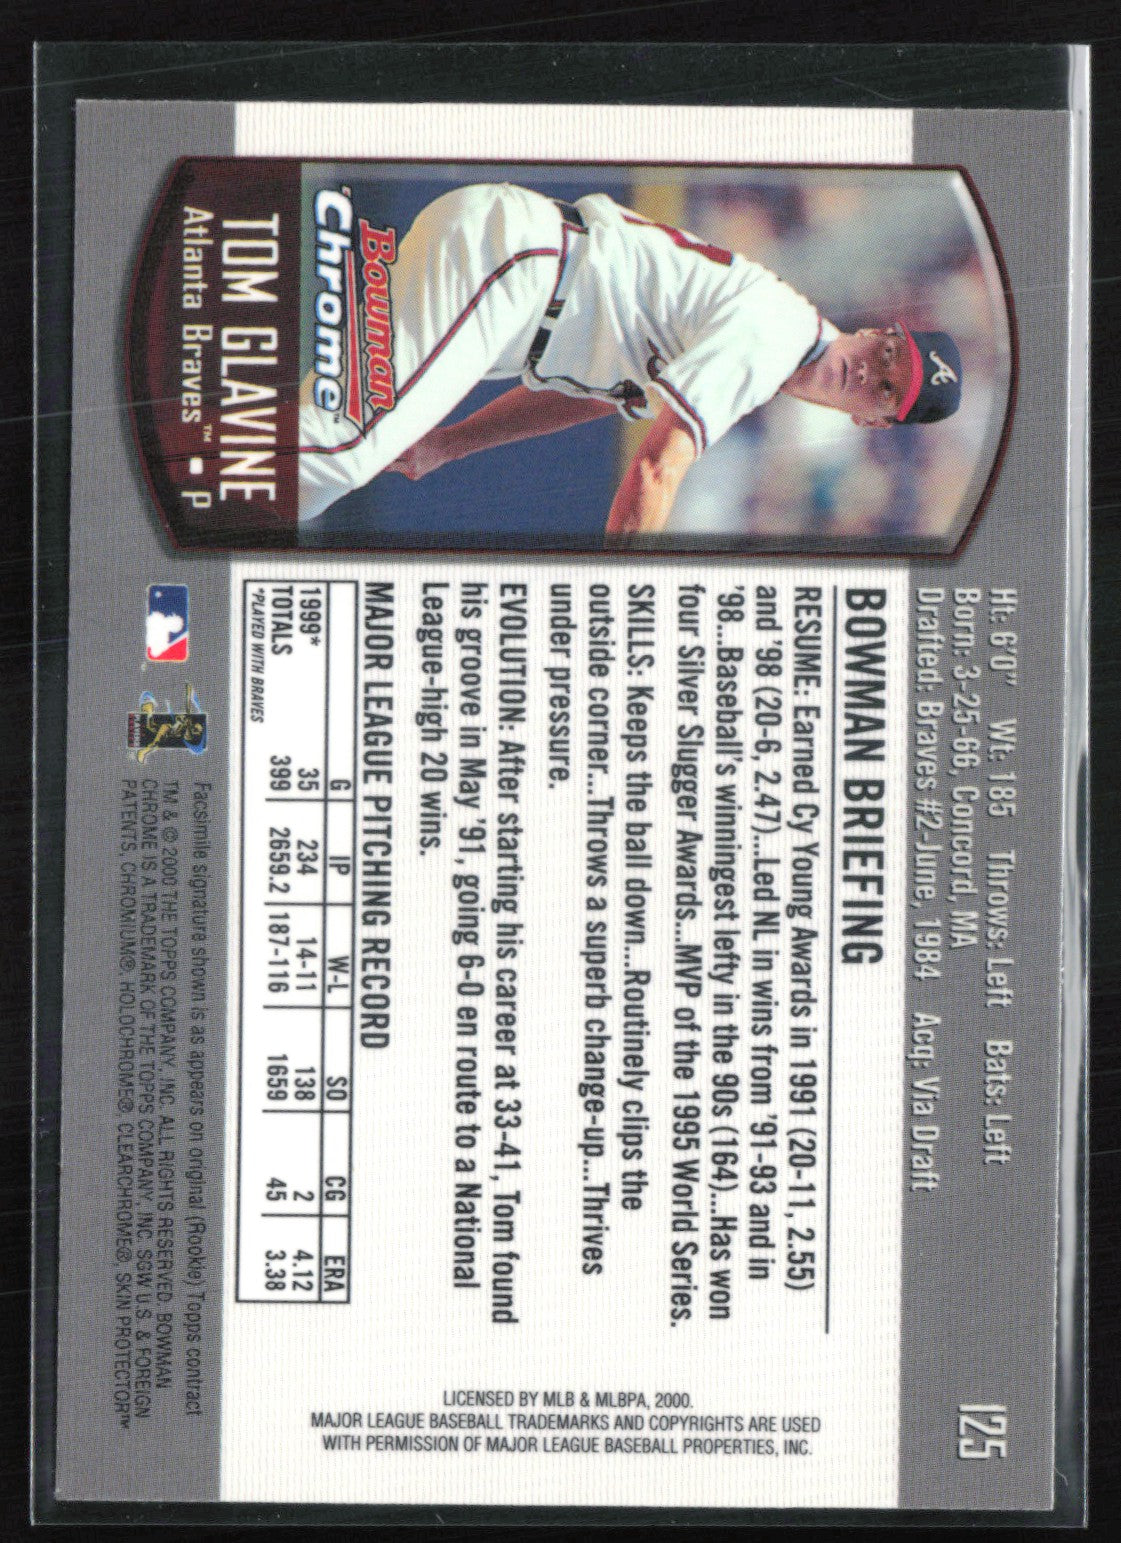 125
Ht: 6'0" Wt: 185 Throws: Left Bats: Left
Born: 3-25-66, Concord, MA
Drafted: Braves #2-June, 1984 Acq: Via Draft
Bowman
Chrome™
TOM GLAVINE
Atlanta Braves™ ▪ P
BOWMAN BRIEFING
RESUME: Earned Cy Young Awards in 1991 (20-11, 2.55)
and '98 (20-6, 2.47)...Led NL in wins from '91-93 and in
'98...Baseball's winningest lefty in the 90s (164)...Has won
four Silver Slugger Awards...MVP of the 1995 World Series.
SKILLS: Keeps the ball down...Routinely clips the
outside corner...Throws a superb change-up...Thrives
under pressure.
EVOLUTION: After starting his career at 33-41, Tom found
his groove in May '91, going 6-0 en route to a National
League-high 20 wins.
MAJOR LEAGUE PITCHING RECORD
G IP W-L SO CG ERA
1999* 35 234 14-11 138 2 4.12
TOTALS 399 2659.2 187-116 1659 45 3.38
*PLAYED WITH BRAVES
Facsimile signature shown is as appears on original (Rookie) Topps contract
TM & © 2000 THE TOPPS COMPANY, INC. ALL RIGHTS RESERVED. BOWMAN
CHROME IS A TRADEMARK OF THE TOPPS COMPANY, INC. SGW U.S. & FOREIGN
PATENTS, CHROMIUM®, HOLOCHROME®, CLEARCHROME®, SKIN PROTECTOR™
LICENSED BY MLB & MLBPA, 2000.
MAJOR LEAGUE BASEBALL TRADEMARKS AND COPYRIGHTS ARE USED
WITH PERMISSION OF MAJOR LEAGUE BASEBALL PROPERTIES, INC.